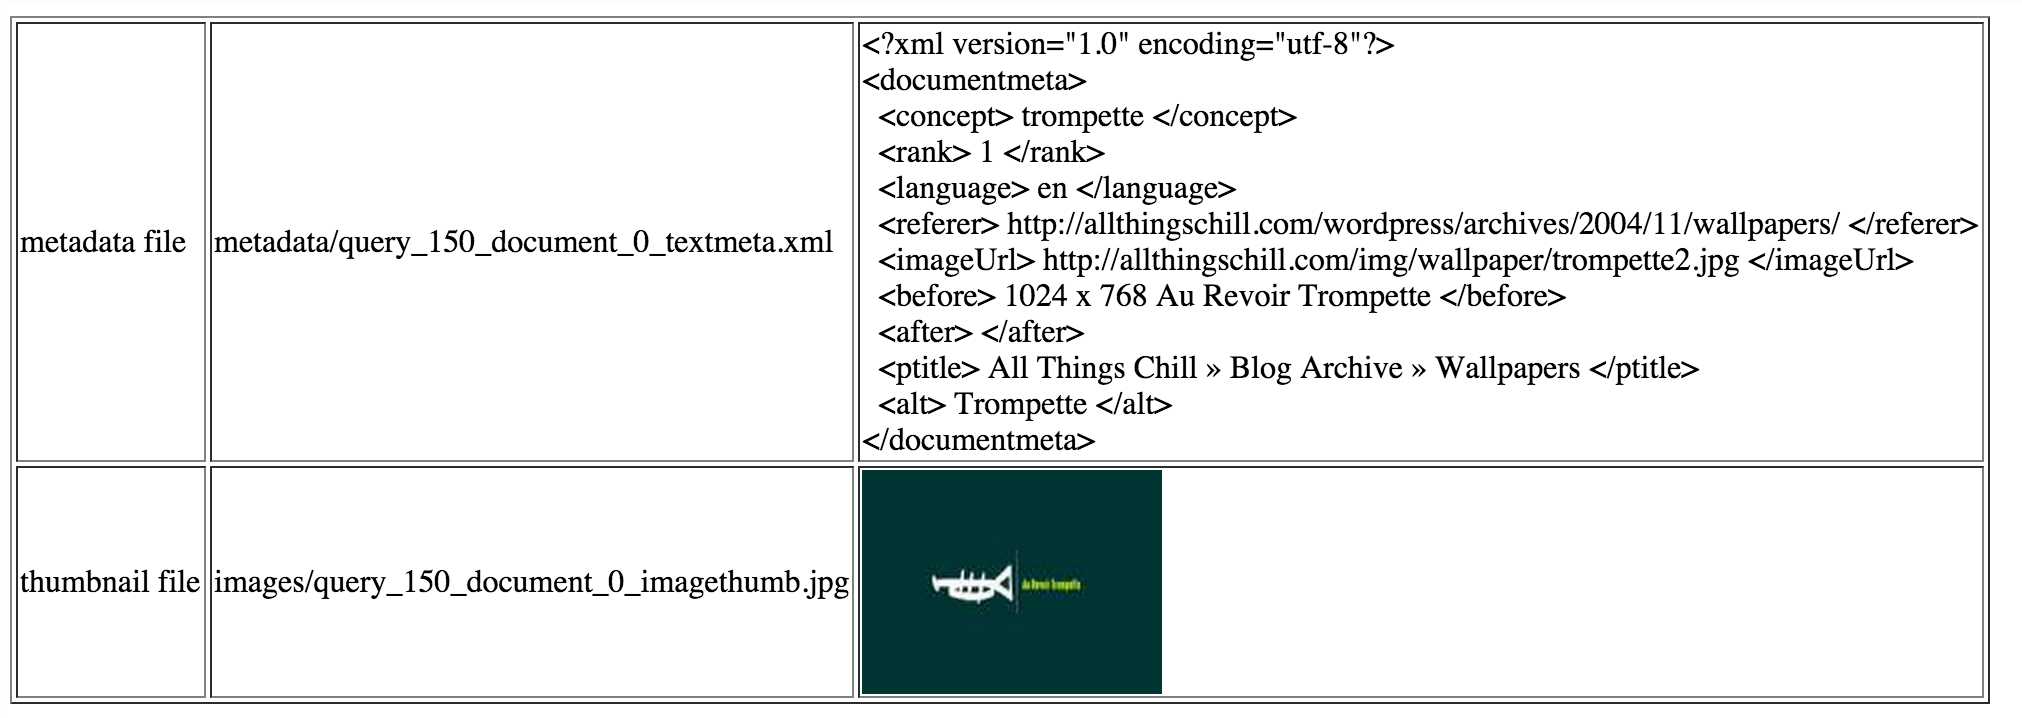 metadata file
metadata/query_150_document_0_textmeta.xml
<?xml version="1.0" encoding="utf-8"?>
<documentmeta>
<concept> trompette </concept>
<rank> 1 </rank>
<language> en </language>
<referer> http://allthingschill.com/wordpress/archives/2004/11/wallpapers/ </referer>
<imageUrl> http://allthingschill.com/img/wallpaper/trompette2.jpg </imageUrl>
<before> 1024 x 768 Au Revoir Trompette </before>
<after> </after>
<ptitle> All Things Chill » Blog Archive » Wallpapers </ptitle>
<alt> Trompette </alt>
</documentmeta>
thumbnail file
images/query_150_document_0_imagethumb.jpg
Au Revoir Trompette